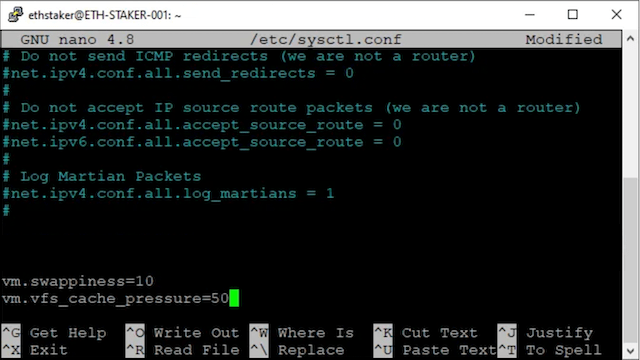 ethstaker@ETH-STAKER-001: ~
GNU nano 4.8 /etc/sysctl.conf Modified
# Do not send ICMP redirects (we are not a router)
#net.ipv4.conf.all.send_redirects = 0
#
# Do not accept IP source route packets (we are not a router)
#net.ipv4.conf.all.accept_source_route = 0
#net.ipv6.conf.all.accept_source_route = 0
#
# Log Martian Packets
#net.ipv4.conf.all.log_martians = 1
#
vm.swappiness=10
vm.vfs_cache_pressure=50
^G Get Help ^O Write Out ^W Where Is ^K Cut Text ^J Justify
^X Exit ^R Read File ^\ Replace ^U Paste Text ^T To Spell